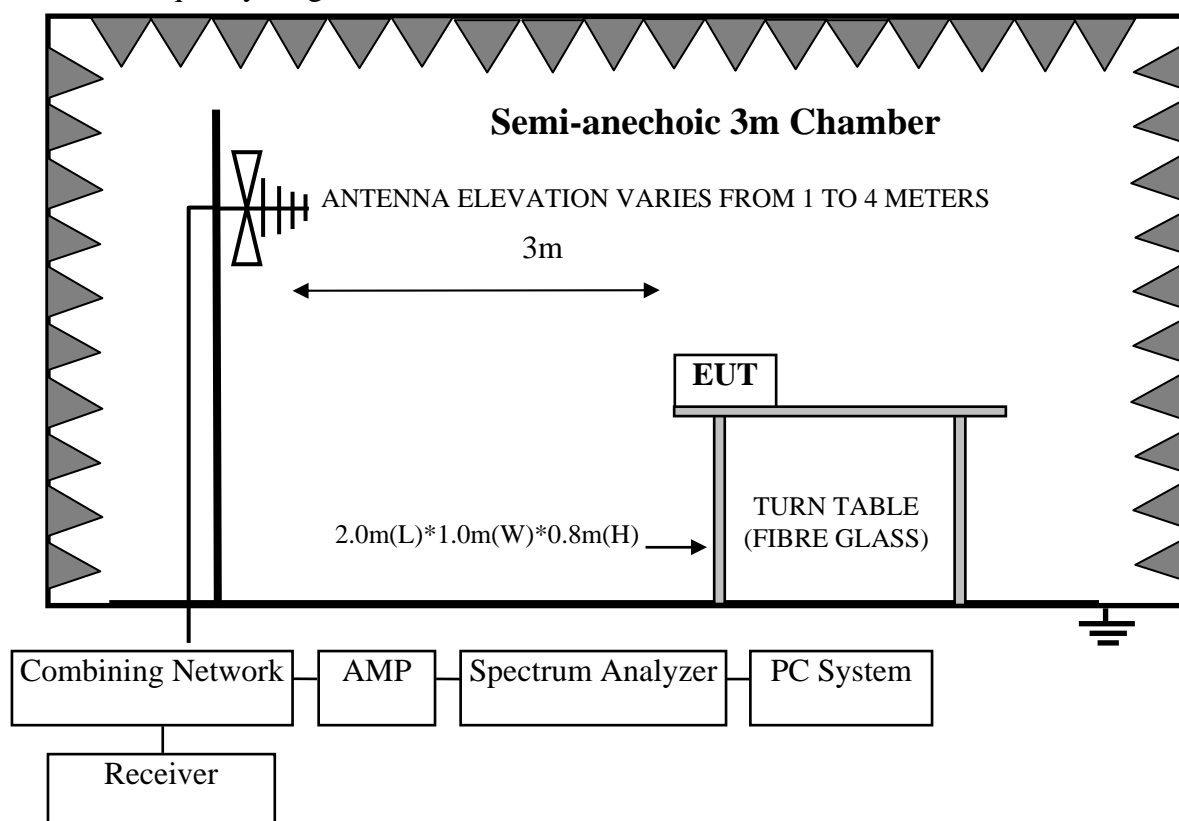 Semi-anechoic 3m Chamber
ANTENNA ELEVATION VARIES FROM 1 TO 4 METERS
3m
EUT
TURN TABLE
2.0m(L)*1.0m(W)*0.8m(H)
(FIBRE GLASS)
Combining Network
AMP
Spectrum Analyzer
PC System
Receiver